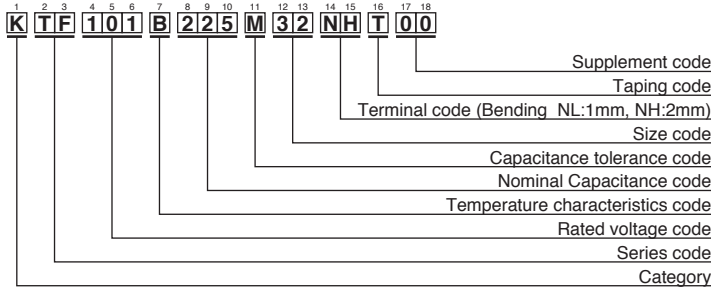 1 2 3 4 5 6 7 8 9 10 11 12 13 14 15 16 17 18
K TF 101 B 225 M 32 NH T 00
Supplement code
Taping code
Terminal code (Bending NL:1mm, NH:2mm)
Size code
Capacitance tolerance code
Nominal Capacitance code
Temperature characteristics code
Rated voltage code
Series code
Category